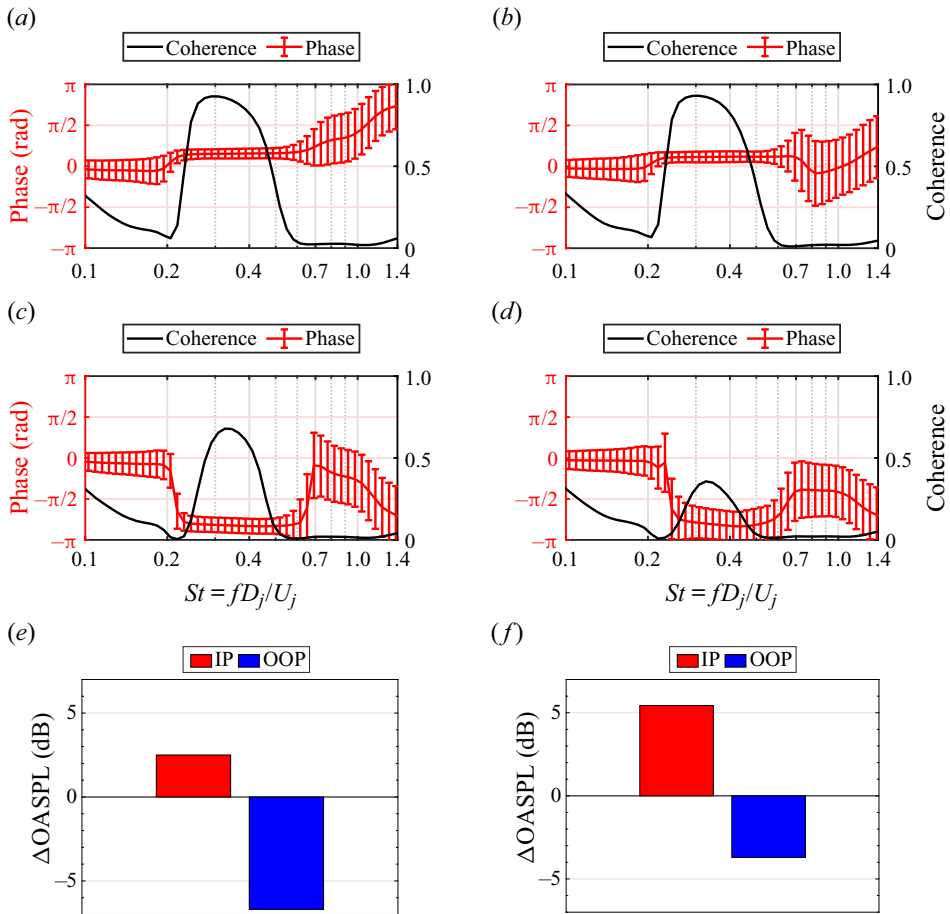 (a) (b)
Coherence Phase Coherence Phase
π 1.0 π 1.0
π/2 π/2
Phase (rad) 0 0.5 0 0.5 Coherence
−π/2 −π/2
−π 0 −π 0
0.1 0.2 0.4 0.7 1.0 1.4 0.1 0.2 0.4 0.7 1.0 1.4
(c) (d)
Coherence Phase Coherence Phase
π 1.0 π 1.0
π/2 π/2
Phase (rad) 0 0.5 0 0.5 Coherence
−π/2 −π/2
−π 0 −π 0
0.1 0.2 0.4 0.7 1.0 1.4 0.1 0.2 0.4 0.7 1.0 1.4
St = fD_j/U_j St = fD_j/U_j
(e) (f)
IP OOP IP OOP
5 5
ΔOASPL (dB) 0 ΔOASPL (dB) 0
−5 −5